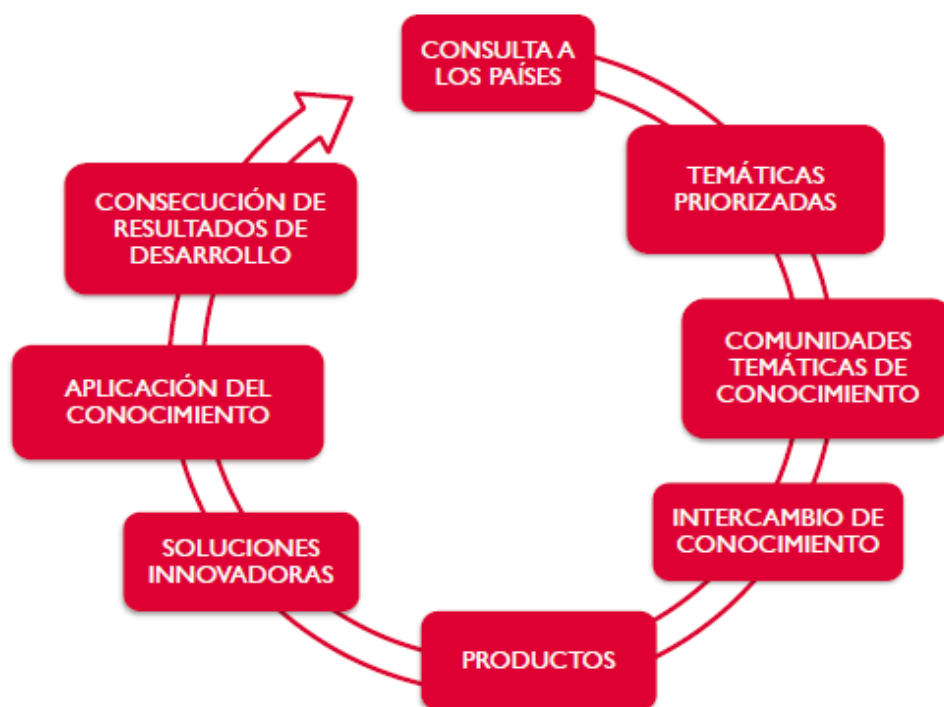 CONSULTA A
LOS PAÍSES
TEMÁTICAS
PRIORIZADAS
COMUNIDADES
TEMÁTICAS DE
CONOCIMIENTO
INTERCAMBIO DE
CONOCIMIENTO
PRODUCTOS
SOLUCIONES
INNOVADORAS
APLICACIÓN DEL
CONOCIMIENTO
CONSECUCIÓN DE
RESULTADOS DE
DESARROLLO